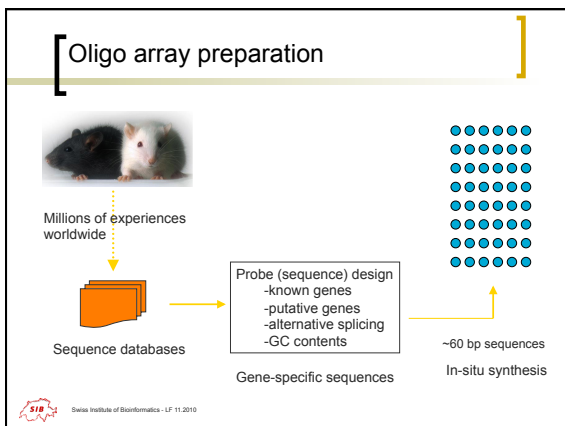 Oligo array preparation
Millions of experiences
worldwide
Sequence databases
Probe (sequence) design
-known genes
-putative genes
-alternative splicing
-GC contents
Gene-specific sequences
~60 bp sequences
In-situ synthesis
SIB
Swiss Institute of Bioinformatics - LF 11.2010